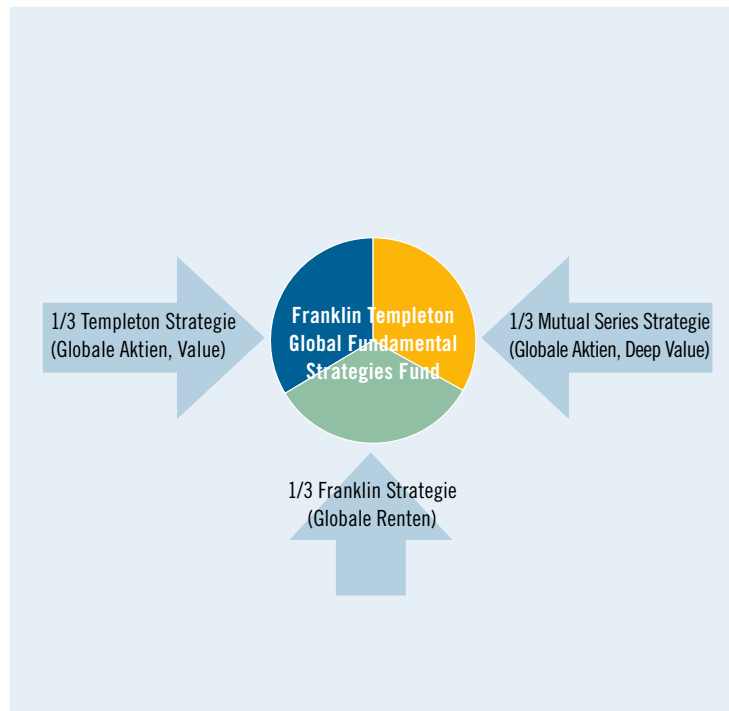 Franklin Templeton
Global Fundamental
Strategies Fund
1/3 Templeton Strategie
(Globale Aktien, Value)
1/3 Mutual Series Strategie
(Globale Aktien, Deep Value)
1/3 Franklin Strategie
(Globale Renten)